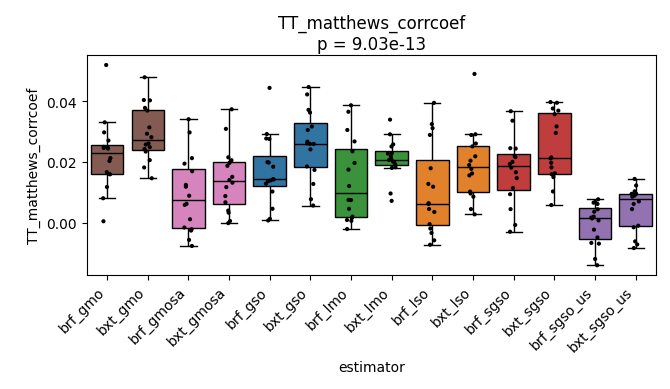 TT_matthews_corrcoef
p = 9.03e-13
TT_matthews_corrcoef
0.04
0.02
0.00
brf_gmo
bxt_gmo
brf_gmosa
bxt_gmosa
brf_gso
bxt_gso
brf_lmo
bxt_lmo
brf_lso
bxt_lso
brf_sgso
bxt_sgso
brf_sgso_us
bxt_sgso_us
estimator